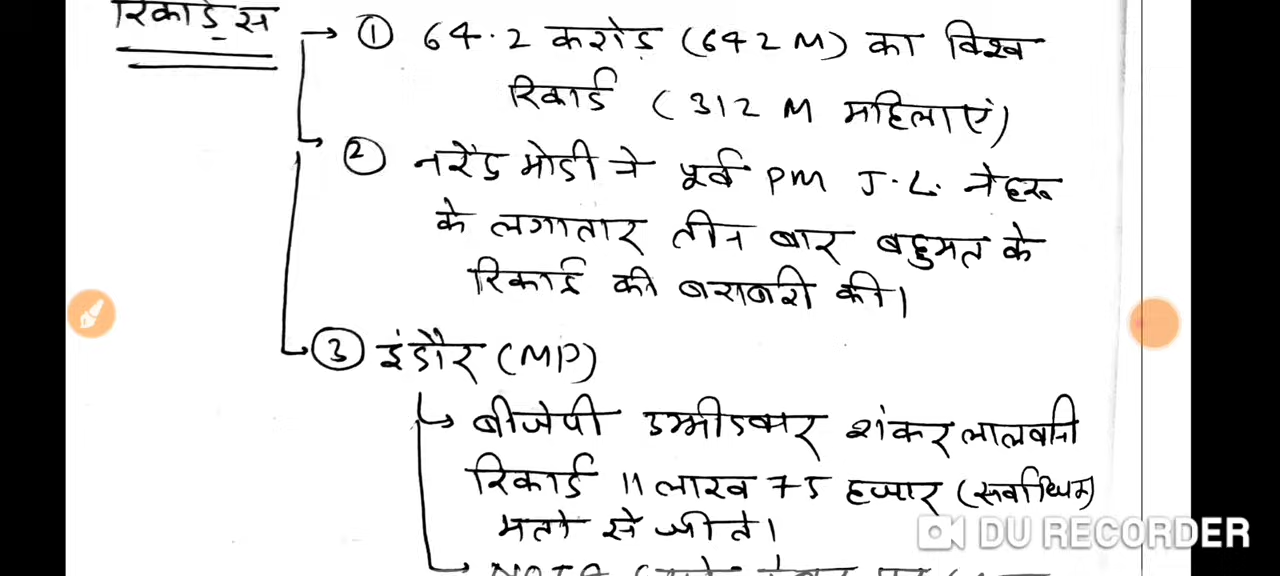 रिकार्ड्स
→ ① 64.2 करोड़ (642 M) का विश्व
रिकार्ड (312 M महिलाएं)
② नरेंद्र मोदी ने पूर्व PM J.L. नेहरू
के लगातार तीन बार बहुमत के
रिकार्ड की बराबरी की।
③ इंदौर (MP)
बीजेपी उम्मीदवार शंकर लालवानी
रिकार्ड 11 लाख 75 हजार (सर्वाधिक)
मतों से जीते।
NOTA
DU RECORDER